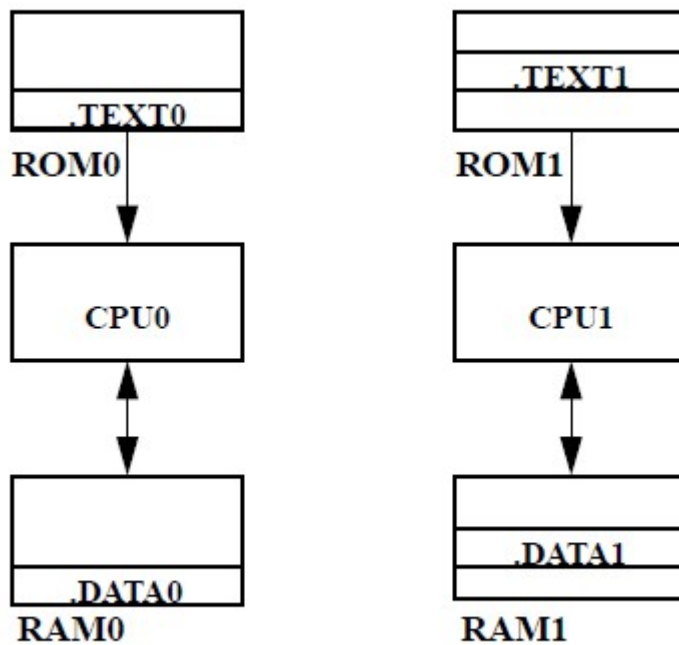 .TEXT0
.TEXT1
ROM0
ROM1
CPU0
CPU1
.DATA0
.DATA1
RAM0
RAM1